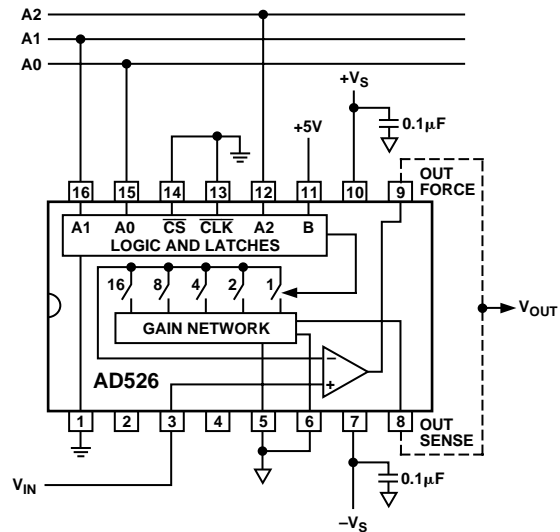 A2
A1
A0
+VS
0.1μF
+5V
OUT FORCE
16 15 14 13 12 11 10 9
A1 A0 CS CLK A2 B
LOGIC AND LATCHES
16 8 4 2 1
GAIN NETWORK
VOUT
–
+
AD526
1 2 3 4 5 6 7 8
OUT SENSE
VIN
0.1μF
–VS